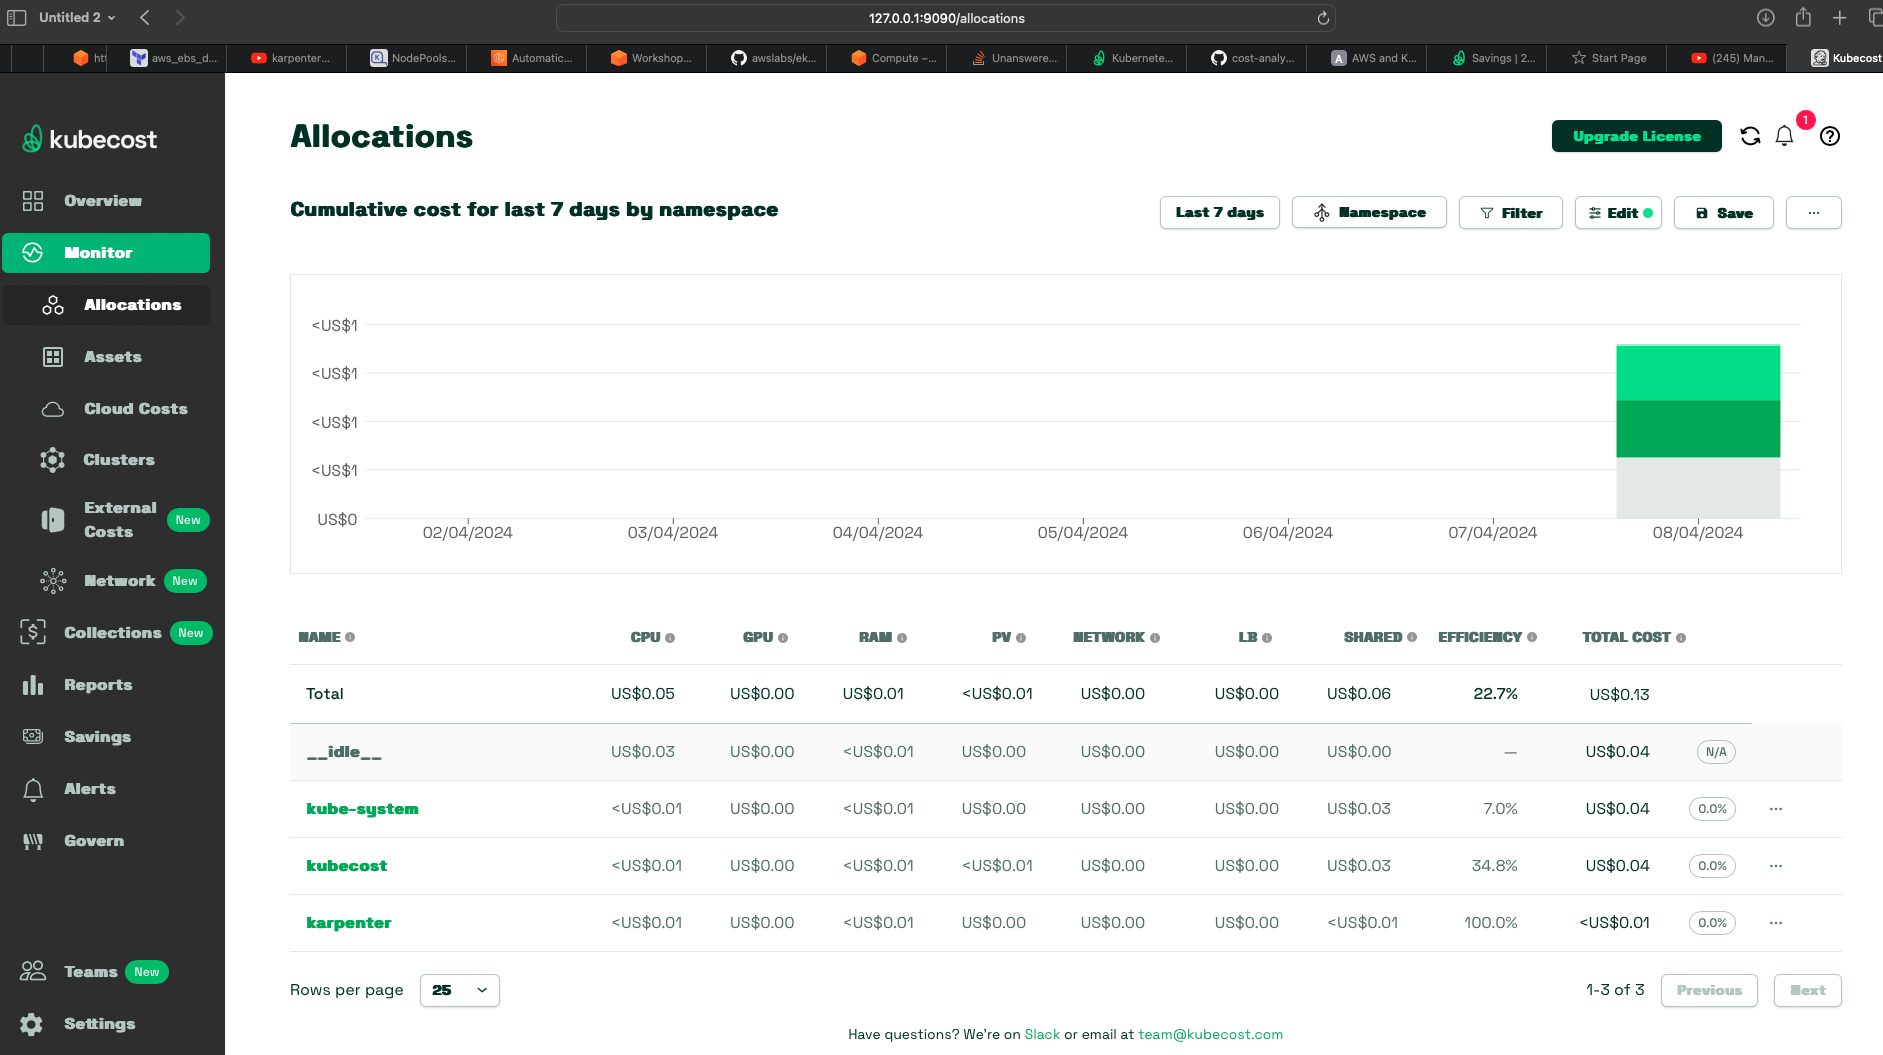 Untitled 2
127.0.0.1:9090/allocations
htt
aws_ebs_d...
karpenter...
NodePools...
Automatic...
Workshop...
awslabs/ek...
Compute –...
Unanswere...
Kubernete...
cost-analy...
AWS and K...
Savings | 2...
Start Page
(245) Man...
Kubecost
kubecost
Overview
Monitor
Allocations
Assets
Cloud Costs
Clusters
External Costs New
Network New
Collections New
Reports
Savings
Alerts
Govern
Teams New
Settings
Allocations
Upgrade License
1
Cumulative cost for last 7 days by namespace
Last 7 days
Namespace
Filter
Edit
Save
...
<US$1
<US$1
<US$1
<US$1
US$0
02/04/2024 03/04/2024 04/04/2024 05/04/2024 06/04/2024 07/04/2024 08/04/2024
NAME CPU GPU RAM PV NETWORK LB SHARED EFFICIENCY TOTAL COST
Total US$0.05 US$0.00 US$0.01 <US$0.01 US$0.00 US$0.00 US$0.06 22.7% US$0.13
__idle__ US$0.03 US$0.00 <US$0.01 US$0.00 US$0.00 US$0.00 US$0.00 — US$0.04 N/A
kube-system <US$0.01 US$0.00 <US$0.01 US$0.00 US$0.00 US$0.00 US$0.03 7.0% US$0.04 0.0% ...
kubecost <US$0.01 US$0.00 <US$0.01 <US$0.01 US$0.00 US$0.00 US$0.03 34.8% US$0.04 0.0% ...
karpenter <US$0.01 US$0.00 <US$0.01 US$0.00 US$0.00 US$0.00 <US$0.01 100.0% <US$0.01 0.0% ...
Rows per page 25
1-3 of 3 Previous Next
Have questions? We're on Slack or email at team@kubecost.com